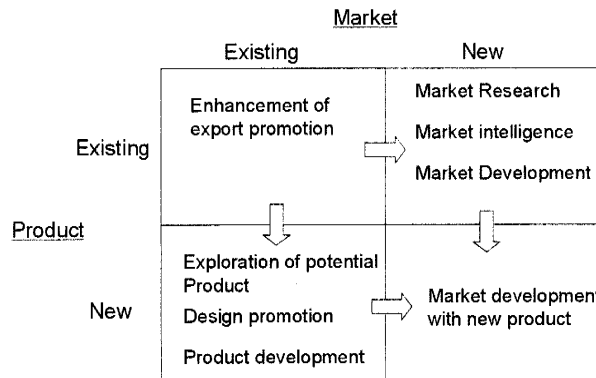 Market
Existing
New
Existing
Enhancement of
export promotion
Market Research
Market intelligence
Market Development
Product
New
Exploration of potential
Product
Design promotion
Product development
Market development
with new product